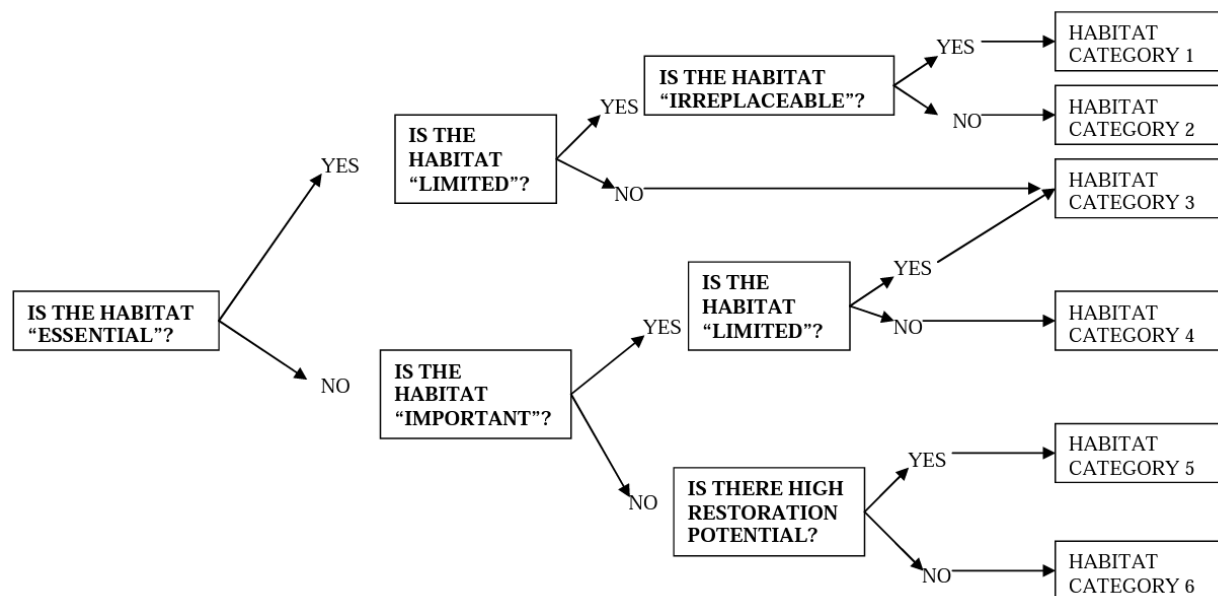 IS THE HABITAT
“ESSENTIAL”?
YES
NO
IS THE
HABITAT
“LIMITED”?
YES
NO
IS THE HABITAT
“IRREPLACEABLE”?
YES
NO
HABITAT
CATEGORY 1
HABITAT
CATEGORY 2
HABITAT
CATEGORY 3
IS THE
HABITAT
“IMPORTANT”?
YES
NO
IS THE
HABITAT
“LIMITED”?
YES
NO
HABITAT
CATEGORY 4
IS THERE HIGH
RESTORATION
POTENTIAL?
YES
NO
HABITAT
CATEGORY 5
HABITAT
CATEGORY 6